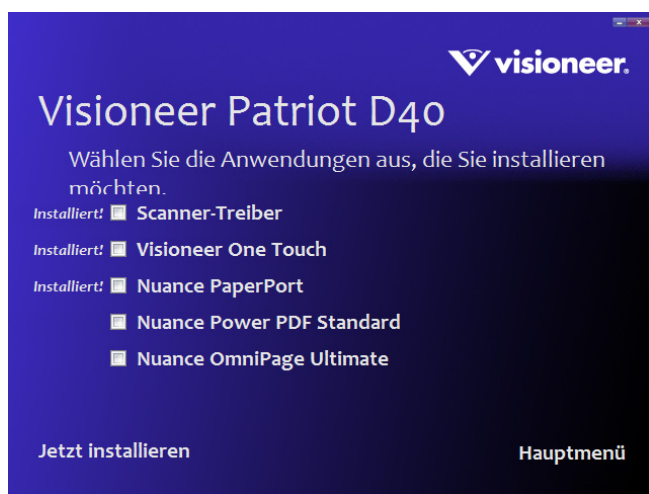 visioneer.
Visioneer Patriot D40
Wählen Sie die Anwendungen aus, die Sie installieren
möchten.
Installiert! Scanner-Treiber
Installiert! Visioneer One Touch
Installiert! Nuance PaperPort
Nuance Power PDF Standard
Nuance OmniPage Ultimate
Jetzt installieren
Hauptmenü